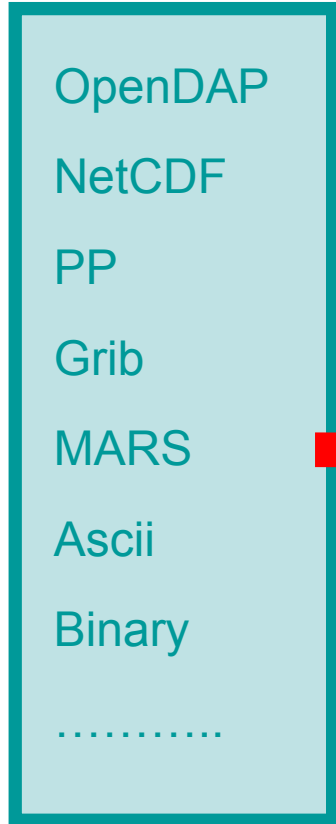 OpenDAP
NetCDF
PP
Grib
MARS
Ascii
Binary
………..